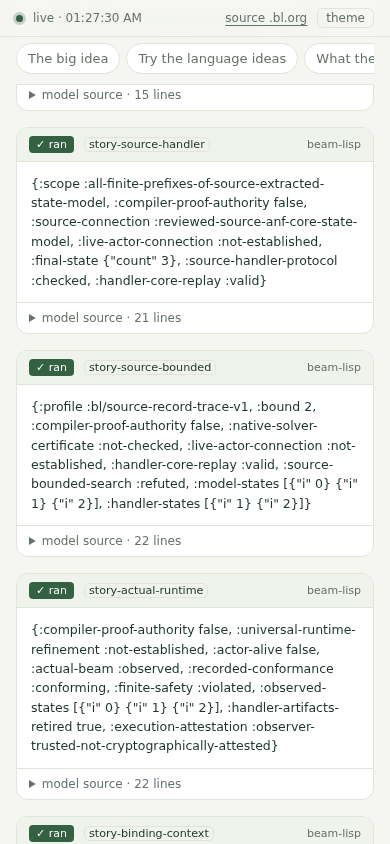 live · 01:27:30 AM
source .bl.org
theme
The big idea
Try the language ideas
What the
▶ model source · 15 lines
✓ ran
story-source-handler
beam-lisp
{:scope :all-finite-prefixes-of-source-extracted-
state-model, :compiler-proof-authority false,
:source-connection :reviewed-source-anf-core-state-
model, :live-actor-connection :not-established,
:final-state {"count" 3}, :source-handler-protocol
:checked, :handler-core-replay :valid}
▶ model source · 21 lines
✓ ran
story-source-bounded
beam-lisp
{:profile :bl/source-record-trace-v1, :bound 2,
:compiler-proof-authority false, :native-solver-
certificate :not-checked, :live-actor-connection :not-
established, :handler-core-replay :valid, :source-
bounded-search :refuted, :model-states [{"i" 0} {"i"
1} {"i" 2}], :handler-states [{"i" 1} {"i" 2}]}
▶ model source · 22 lines
✓ ran
story-actual-runtime
beam-lisp
{:compiler-proof-authority false, :universal-runtime-
refinement :not-established, :actor-alive false,
:actual-beam :observed, :recorded-conformance
:conforming, :finite-safety :violated, :observed-
states [{"i" 0} {"i" 1} {"i" 2}], :handler-artifacts-
retired true, :execution-attestation :observer-
trusted-not-cryptographically-attested}
▶ model source · 22 lines
✓ ran
story-binding-context
beam-lisp